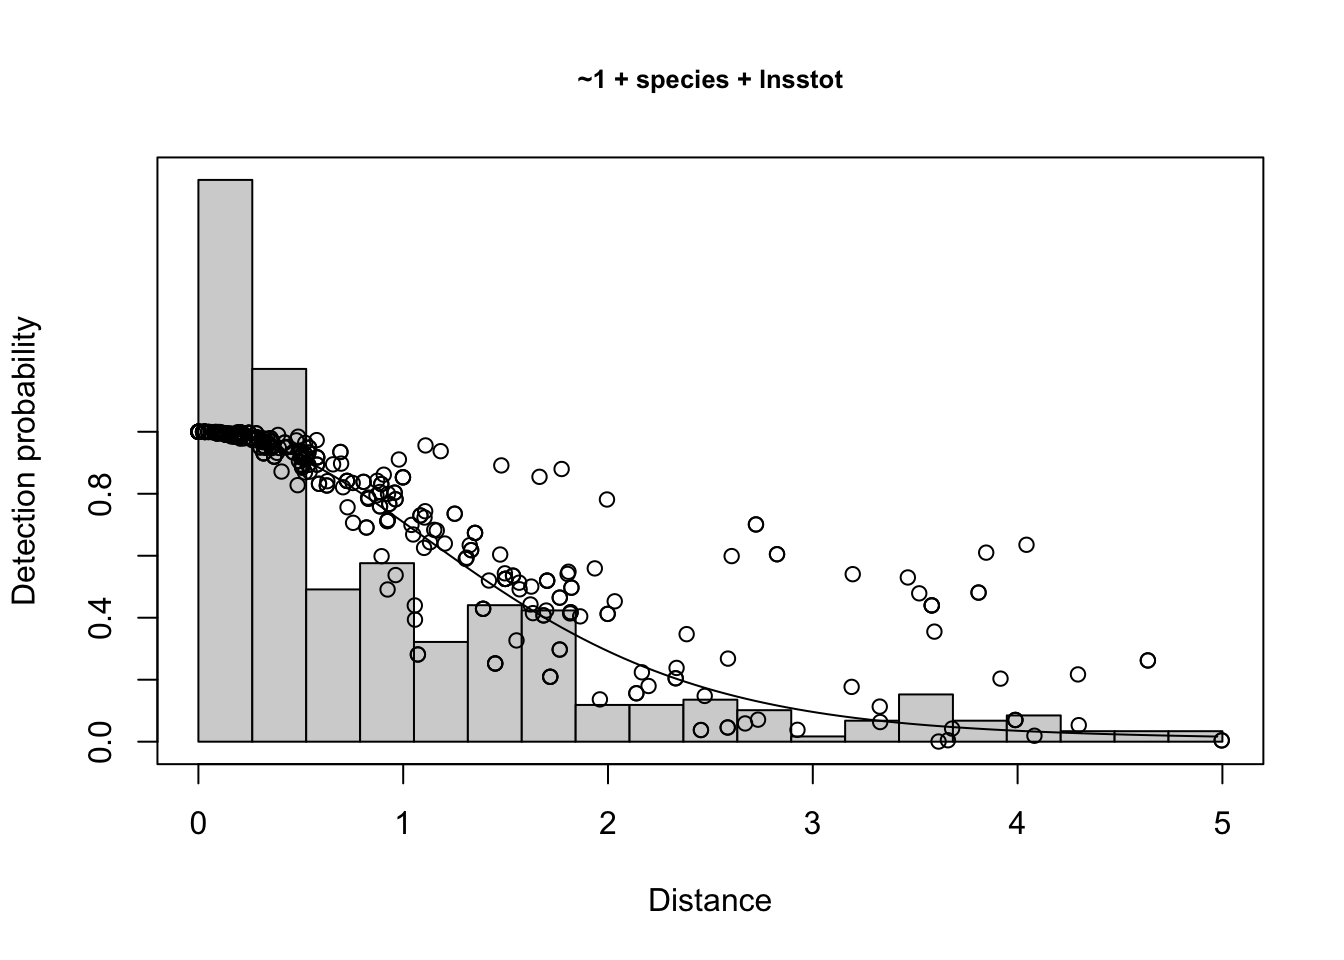 ~1 + species + lnsstot
Detection probability
0.8
0.4
0.0
0 1 2 3 4 5
Distance